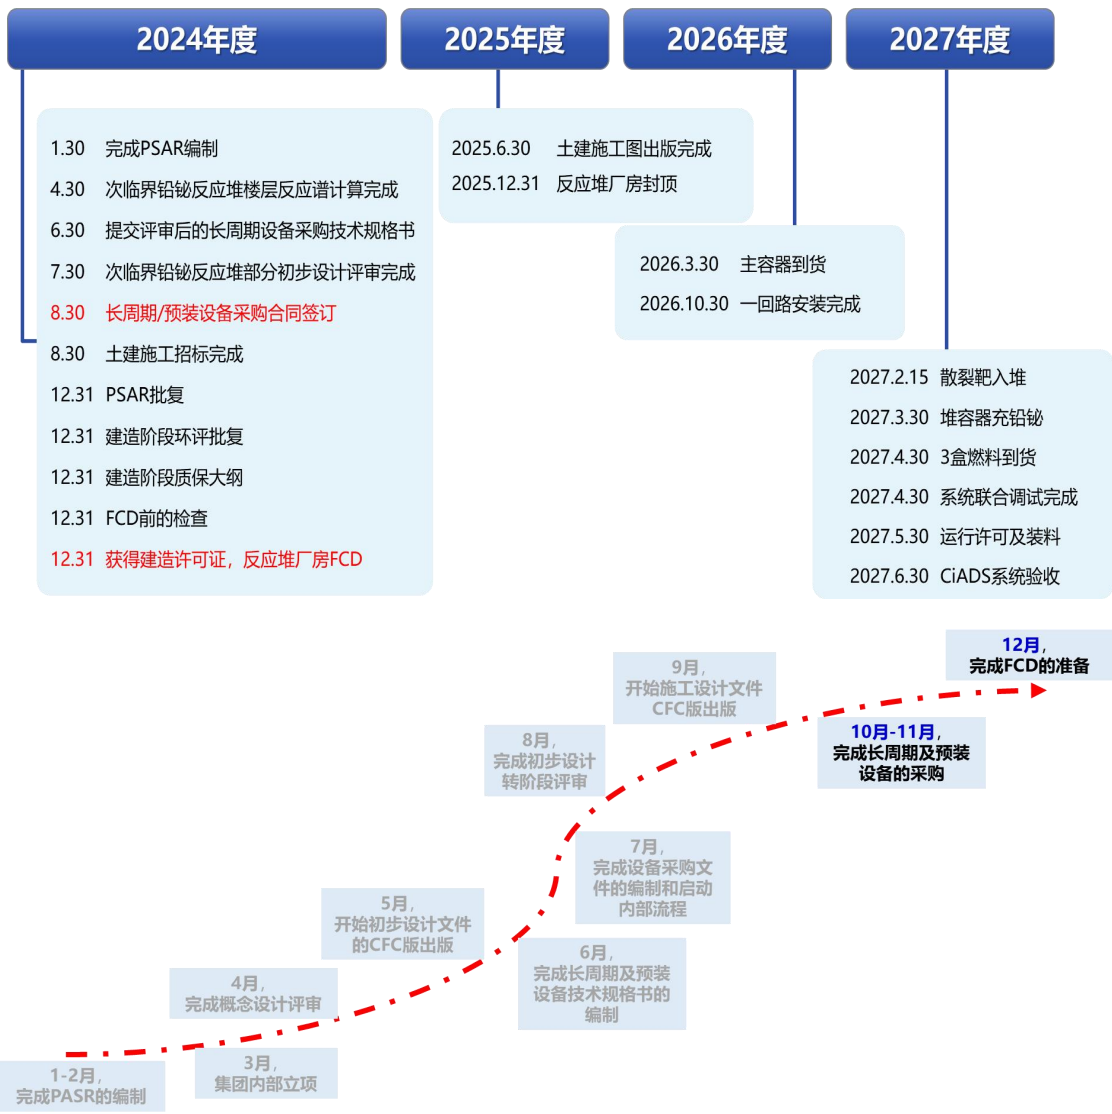 2024年度
2025年度
2026年度
2027年度
1.30 完成PSAR编制
4.30 次临界铅铋反应堆楼层反应谱计算完成
6.30 提交评审后的长周期设备采购技术规格书
7.30 次临界铅铋反应堆部分初步设计评审完成
8.30 长周期/预装设备采购合同签订
8.30 土建施工招标完成
12.31 PSAR批复
12.31 建造阶段环评批复
12.31 建造阶段质保大纲
12.31 FCD前的检查
12.31 获得建造许可证，反应堆厂房FCD
2025.6.30 土建施工图出版完成
2025.12.31 反应堆厂房封顶
2026.3.30 主容器到货
2026.10.30 一回路安装完成
2027.2.15 散裂靶入堆
2027.3.30 堆容器充铅铋
2027.4.30 3盒燃料到货
2027.4.30 系统联合调试完成
2027.5.30 运行许可及装料
2027.6.30 CiADS系统验收
1-2月，
完成PASR的编制
3月，
集团内部立项
4月，
完成概念设计评审
5月，
开始初步设计文件
的CFC版出版
6月，
完成长周期及预装
设备技术规格书的
编制
7月，
完成设备采购文
件的编制和启动
内部流程
8月，
完成初步设计
转阶段评审
9月，
开始施工设计文件
CFC版出版
10月-11月，
完成长周期及预装
设备的采购
12月，
完成FCD的准备